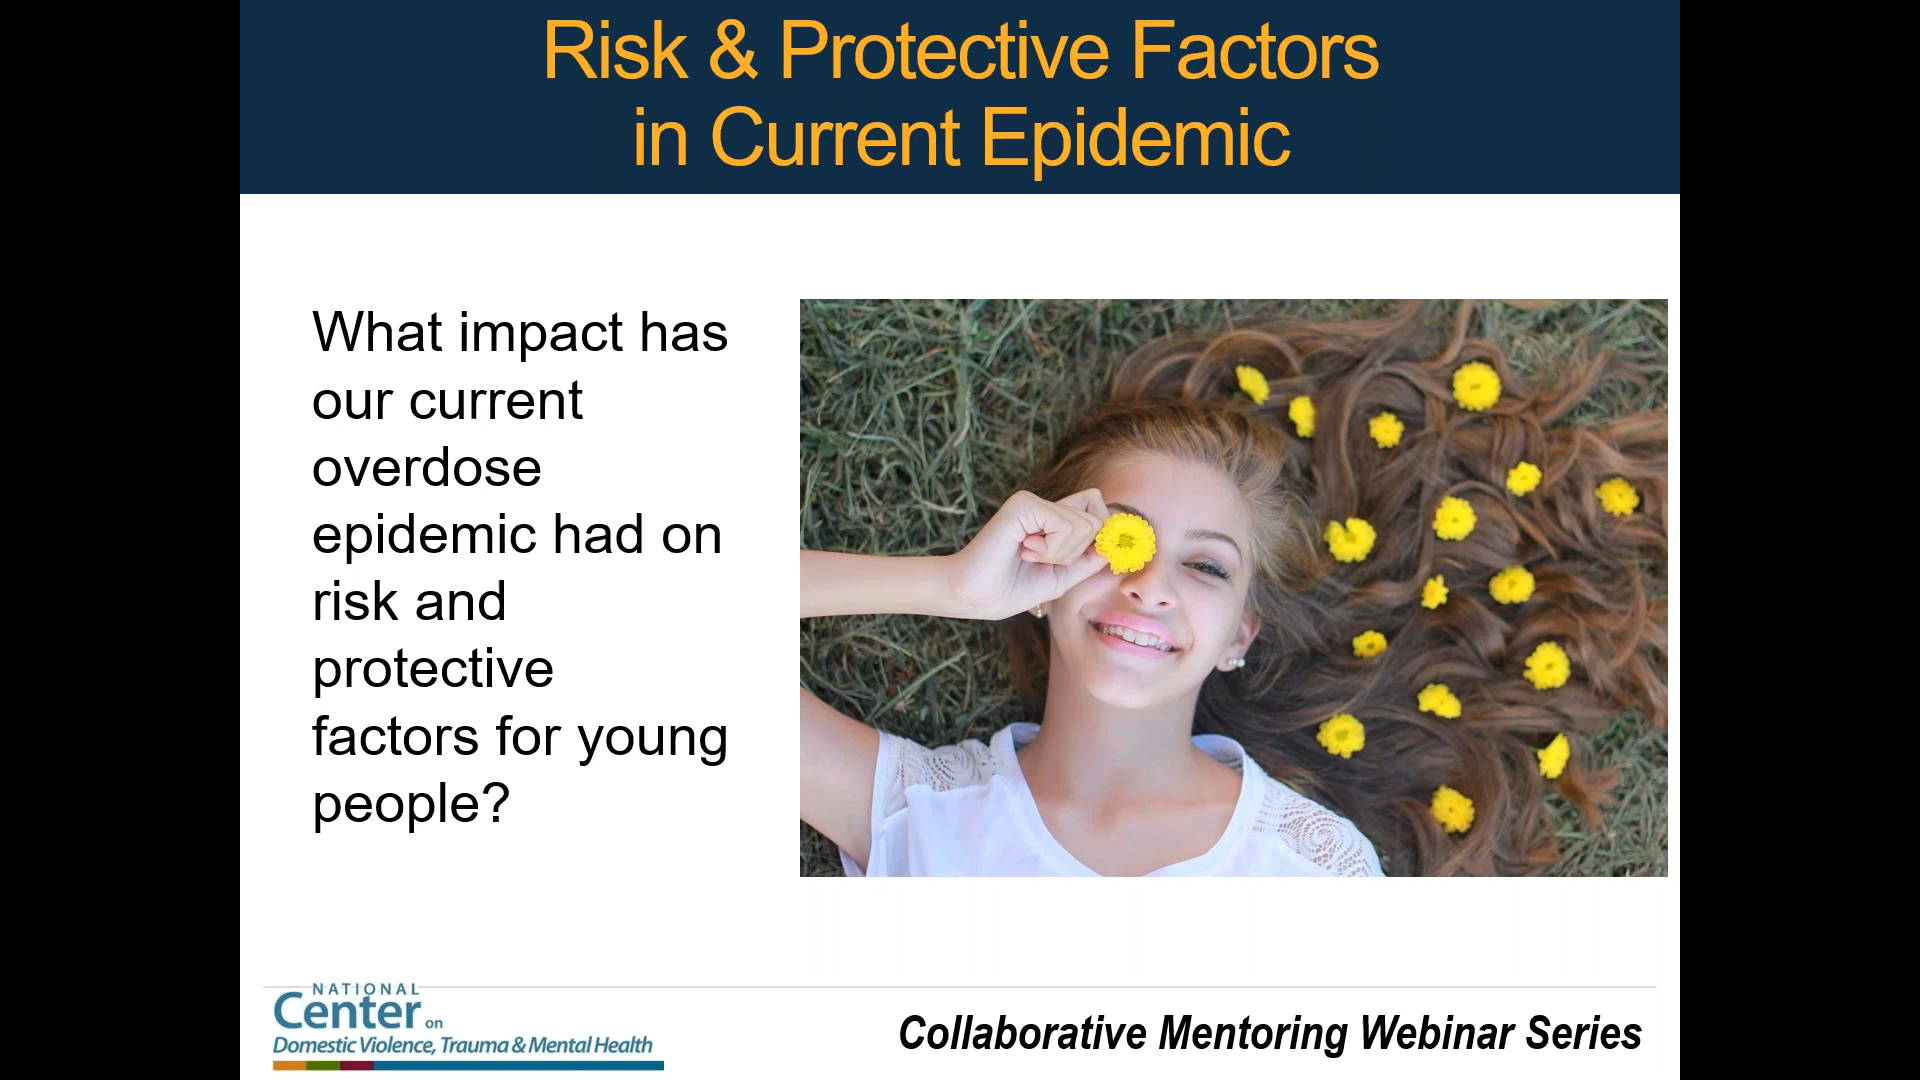 Risk & Protective Factors
in Current Epidemic
What impact has
our current
overdose
epidemic had on
risk and
protective
factors for young
people?
NATIONAL
Center on
Domestic Violence, Trauma & Mental Health
Collaborative Mentoring Webinar Series